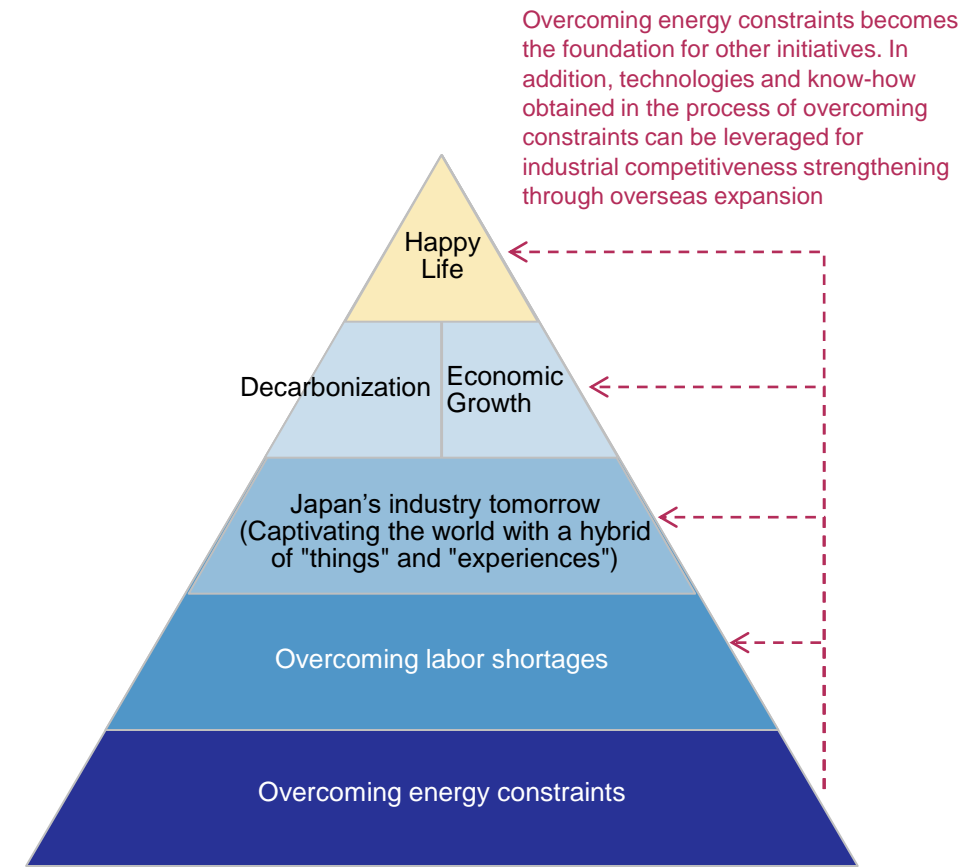 Overcoming energy constraints becomes
the foundation for other initiatives. In
addition, technologies and know-how
obtained in the process of overcoming
constraints can be leveraged for
industrial competitiveness strengthening
through overseas expansion
Happy
Life
Decarbonization
Economic
Growth
Japan’s industry tomorrow
(Captivating the world with a hybrid
of "things" and "experiences")
Overcoming labor shortages
Overcoming energy constraints